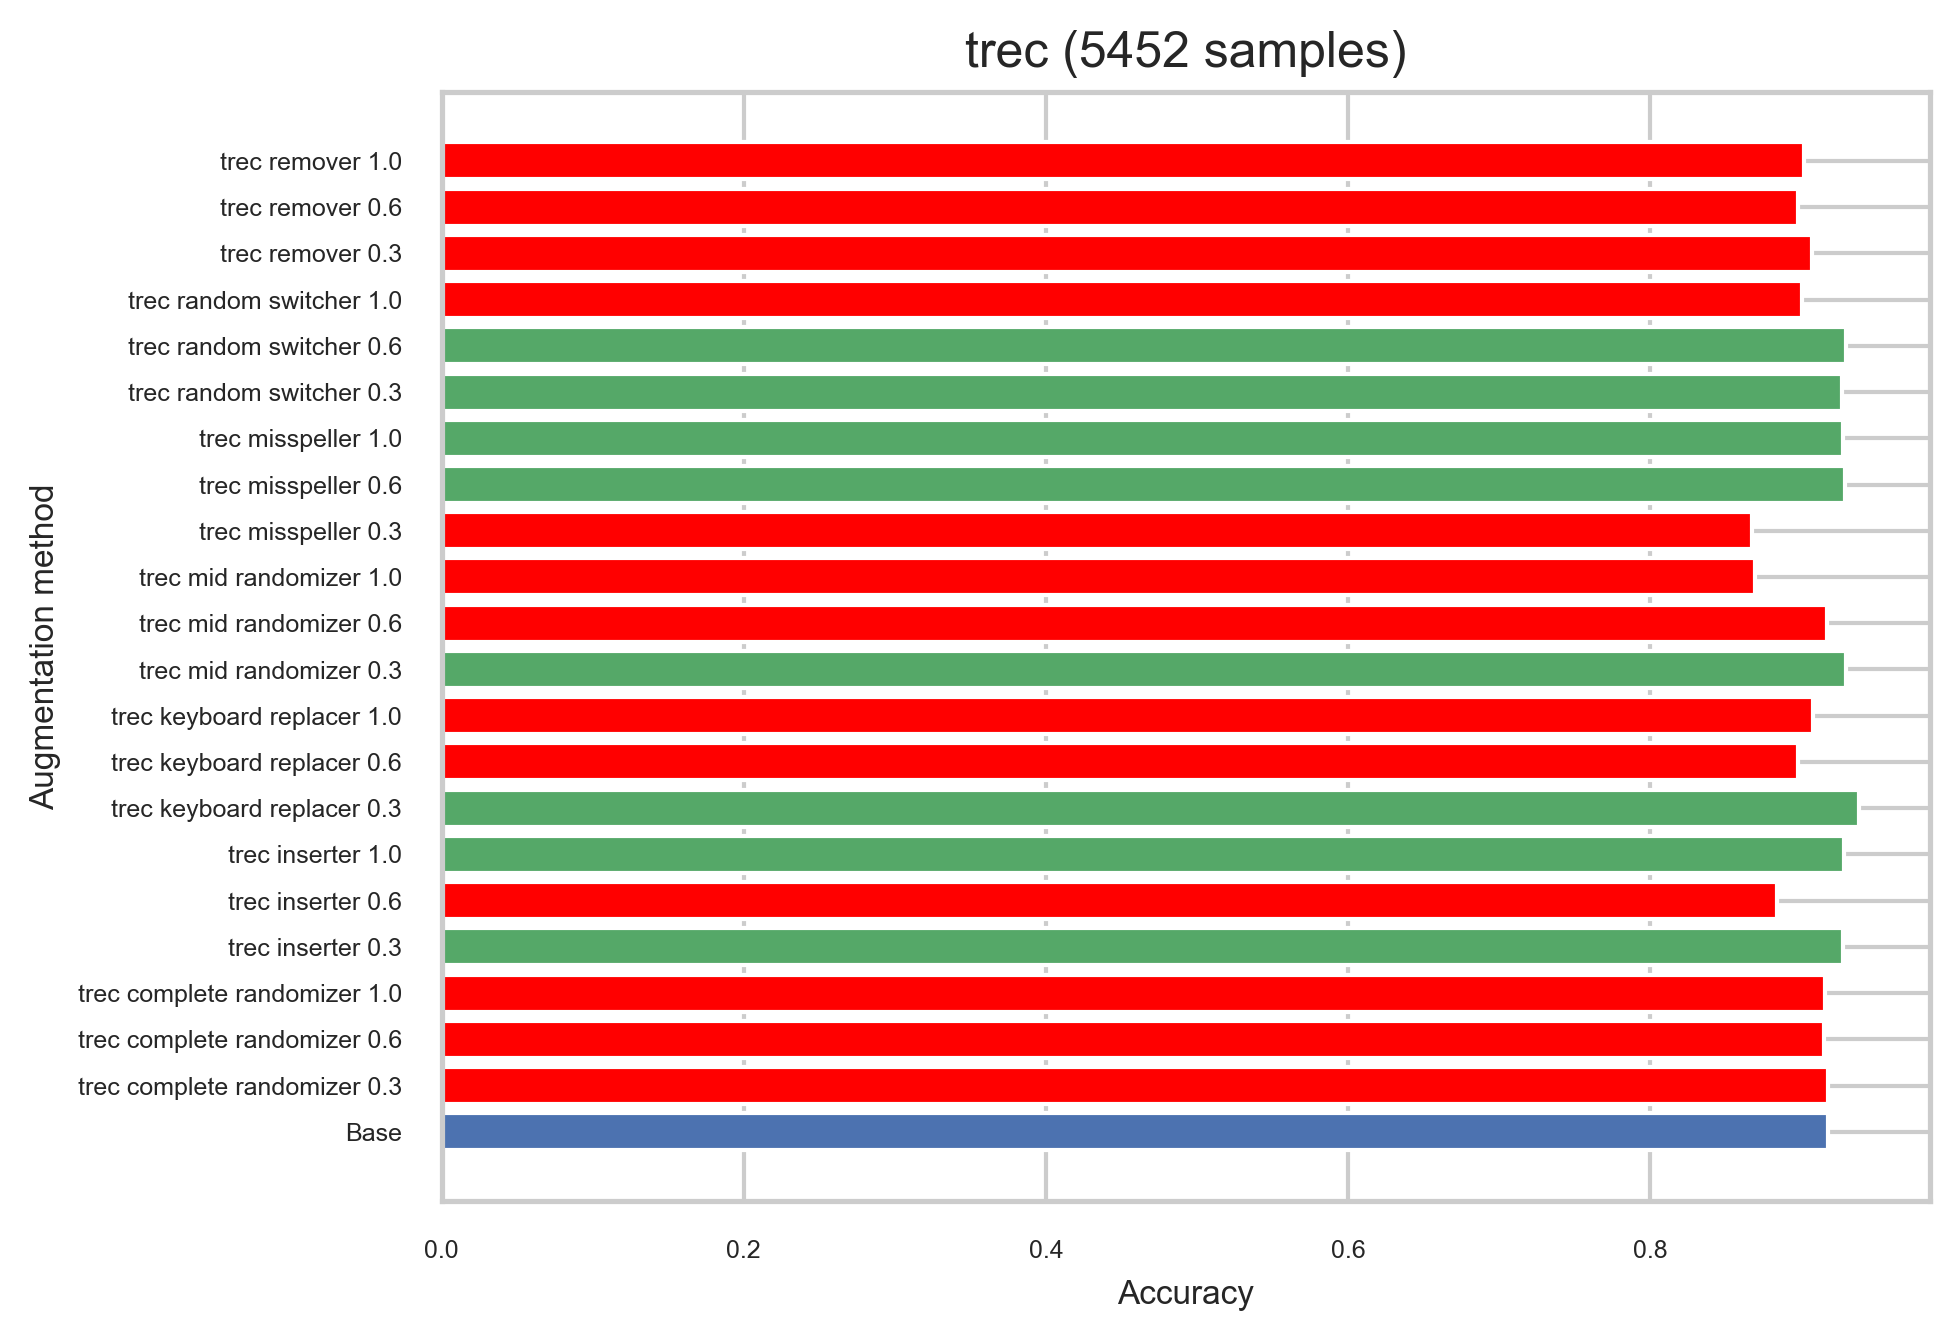 trec (5452 samples)
Augmentation method
trec remover 1.0
trec remover 0.6
trec remover 0.3
trec random switcher 1.0
trec random switcher 0.6
trec random switcher 0.3
trec misspeller 1.0
trec misspeller 0.6
trec misspeller 0.3
trec mid randomizer 1.0
trec mid randomizer 0.6
trec mid randomizer 0.3
trec keyboard replacer 1.0
trec keyboard replacer 0.6
trec keyboard replacer 0.3
trec inserter 1.0
trec inserter 0.6
trec inserter 0.3
trec complete randomizer 1.0
trec complete randomizer 0.6
trec complete randomizer 0.3
Base
0.0 0.2 0.4 0.6 0.8
Accuracy